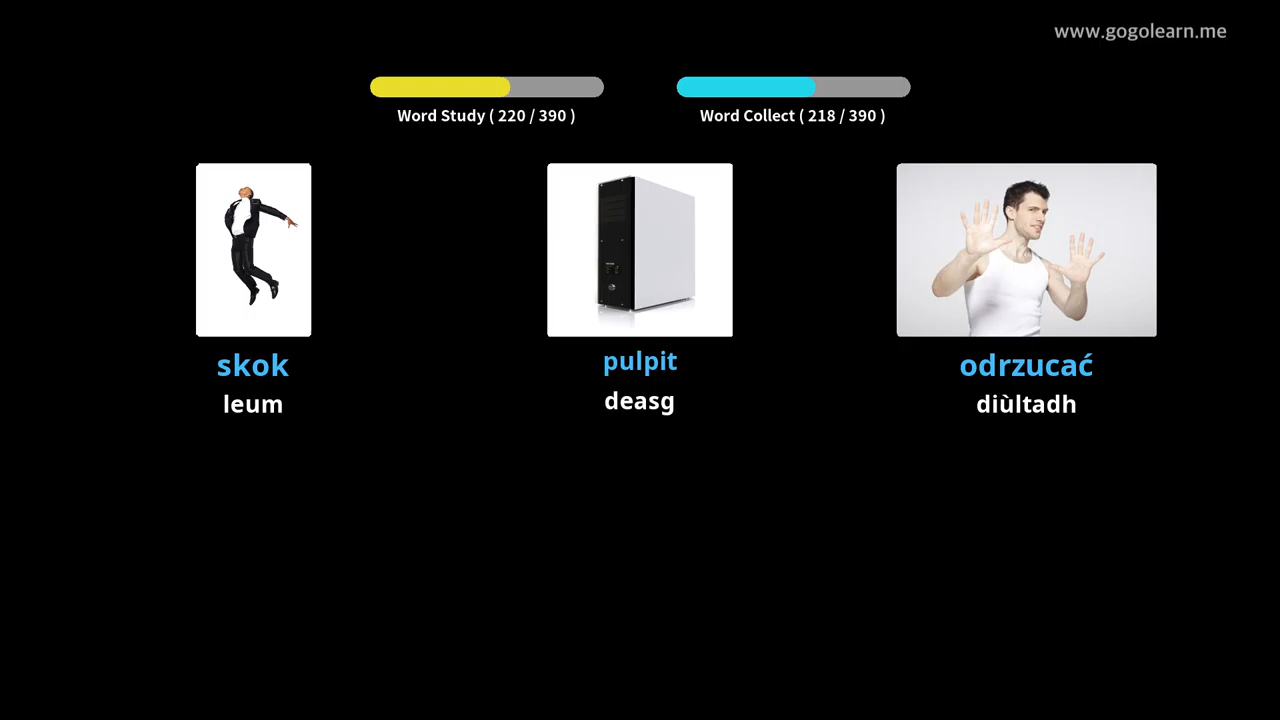 www.gogolearn.me
Word Study ( 220 / 390 )
Word Collect ( 218 / 390 )
skok
leum
pulpit
deasg
odrzucać
diùltadh